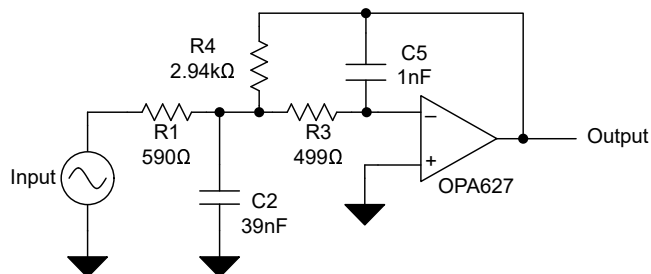 R4
2.94kΩ
C5
1nF
R1
590Ω
R3
499Ω
−
+
OPA627
Output
Input
C2
39nF